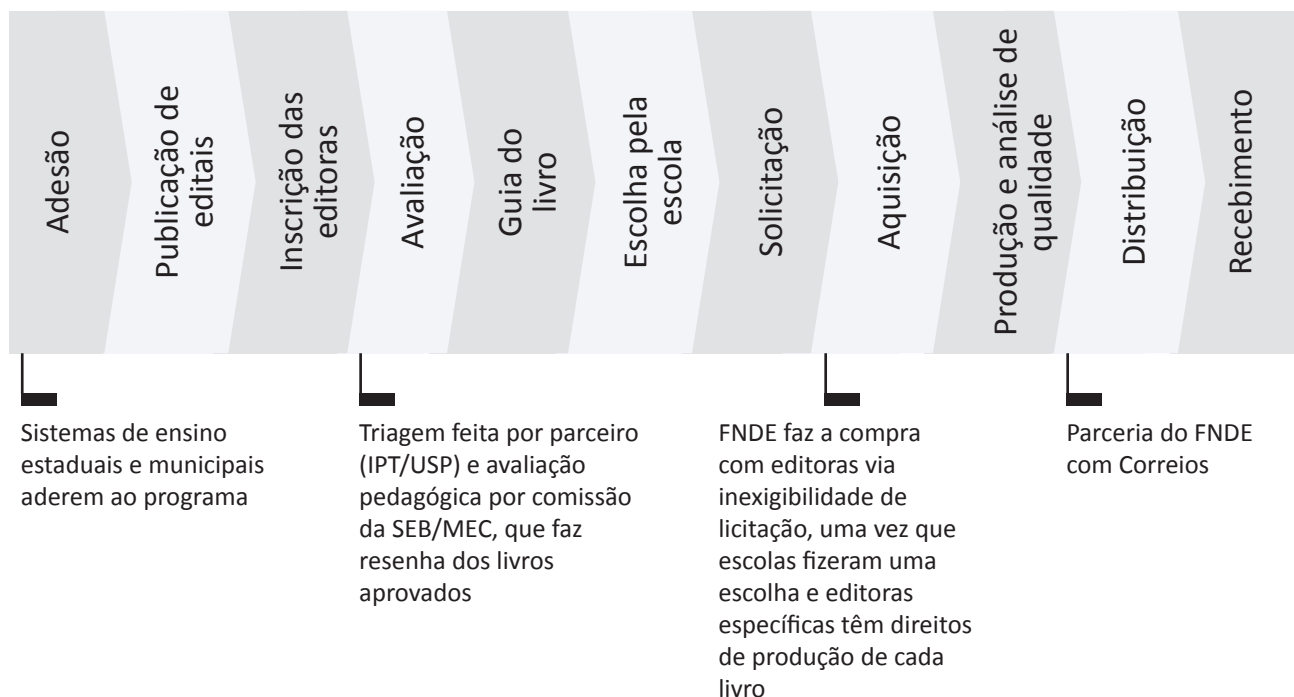 Adesão
Publicação de
editais
Inscrição das
editoras
Avaliação
Guia do
livro
Escolha pela
escola
Solicitação
Aquisição
Produção e análise de
qualidade
Distribuição
Recebimento
Sistemas de ensino
estaduais e municipais
aderem ao programa
Triagem feita por parceiro
(IPT/USP) e avaliação
pedagógica por comissão
da SEB/MEC, que faz
resenha dos livros
aprovados
FNDE faz a compra
com editoras via
inexigibilidade de
licitação, uma vez que
escolas fizeram uma
escolha e editoras
específicas têm direitos
de produção de cada
livro
Parceria do FNDE
com Correios